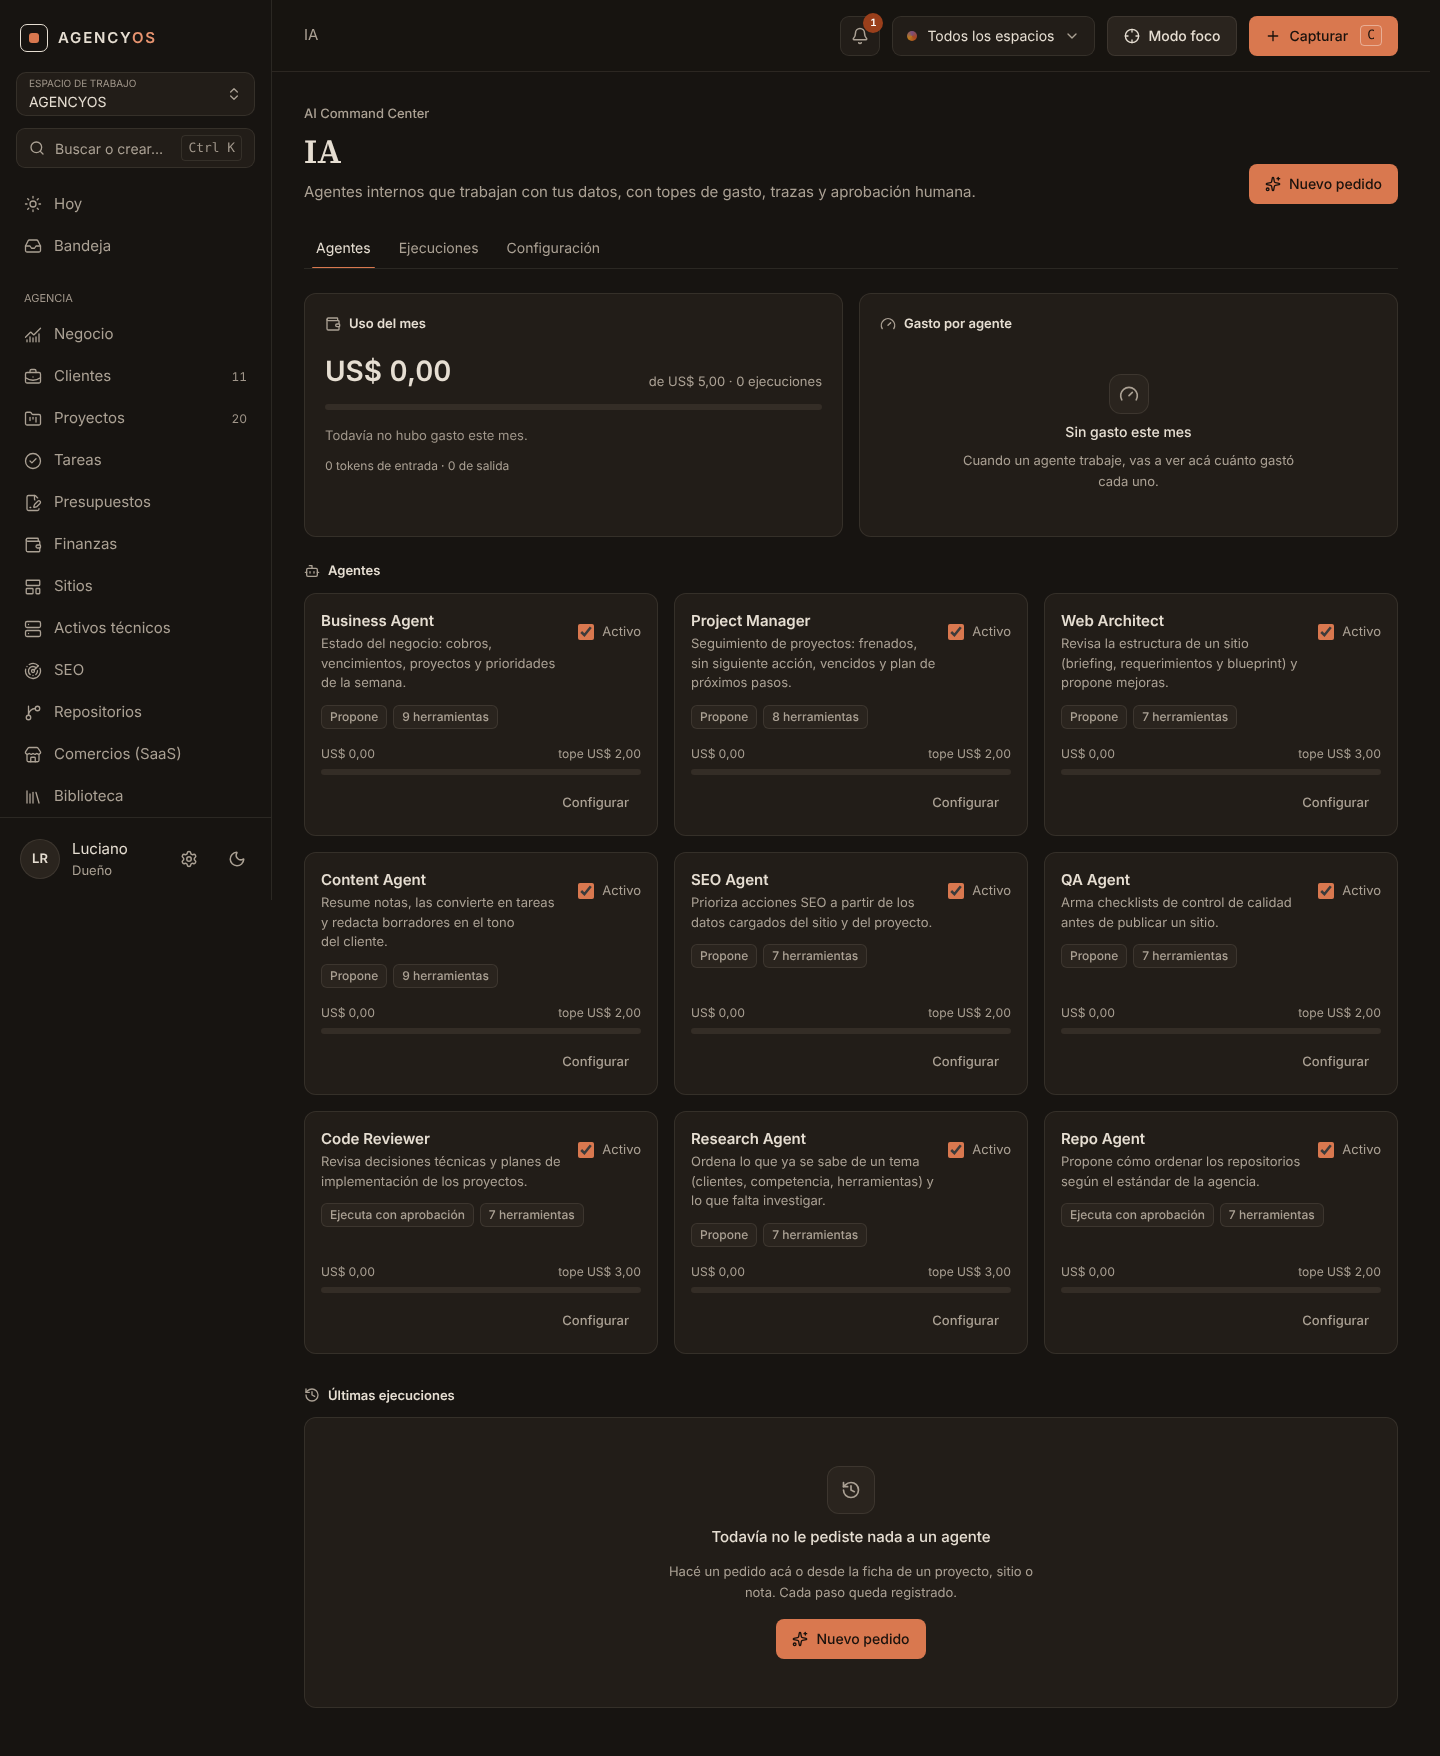 AGENCYOS
ESPACIO DE TRABAJO
AGENCYOS
Buscar o crear... Ctrl K
Hoy
Bandeja
AGENCIA
Negocio
Clientes 11
Proyectos 20
Tareas
Presupuestos
Finanzas
Sitios
Activos técnicos
SEO
Repositorios
Comercios (SaaS)
Biblioteca
LR
Luciano
Dueño
IA
1
Todos los espacios
Modo foco
Capturar C
AI Command Center
IA
Agentes internos que trabajan con tus datos, con topes de gasto, trazas y aprobación humana.
Nuevo pedido
Agentes Ejecuciones Configuración
Uso del mes
US$ 0,00
de US$ 5,00 · 0 ejecuciones
Todavía no hubo gasto este mes.
0 tokens de entrada · 0 de salida
Gasto por agente
Sin gasto este mes
Cuando un agente trabaje, vas a ver acá cuánto gastó
cada uno.
Agentes
Business Agent
Activo
Estado del negocio: cobros,
vencimientos, proyectos y prioridades
de la semana.
Propone 9 herramientas
US$ 0,00 tope US$ 2,00
Configurar
Project Manager
Activo
Seguimiento de proyectos: frenados,
sin siguiente acción, vencidos y plan de
próximos pasos.
Propone 8 herramientas
US$ 0,00 tope US$ 2,00
Configurar
Web Architect
Activo
Revisa la estructura de un sitio
(briefing, requerimientos y blueprint) y
propone mejoras.
Propone 7 herramientas
US$ 0,00 tope US$ 3,00
Configurar
Content Agent
Activo
Resume notas, las convierte en tareas
y redacta borradores en el tono
del cliente.
Propone 9 herramientas
US$ 0,00 tope US$ 2,00
Configurar
SEO Agent
Activo
Prioriza acciones SEO a partir de los
datos cargados del sitio y del proyecto.
Propone 7 herramientas
US$ 0,00 tope US$ 2,00
Configurar
QA Agent
Activo
Arma checklists de control de calidad
antes de publicar un sitio.
Propone 7 herramientas
US$ 0,00 tope US$ 2,00
Configurar
Code Reviewer
Activo
Revisa decisiones técnicas y planes de
implementación de los proyectos.
Ejecuta con aprobación 7 herramientas
US$ 0,00 tope US$ 3,00
Configurar
Research Agent
Activo
Ordena lo que ya se sabe de un tema
(clientes, competencia, herramientas) y
lo que falta investigar.
Propone 7 herramientas
US$ 0,00 tope US$ 3,00
Configurar
Repo Agent
Activo
Propone cómo ordenar los repositorios
según el estándar de la agencia.
Ejecuta con aprobación 7 herramientas
US$ 0,00 tope US$ 2,00
Configurar
Últimas ejecuciones
Todavía no le pediste nada a un agente
Hacé un pedido acá o desde la ficha de un proyecto, sitio o
nota. Cada paso queda registrado.
Nuevo pedido